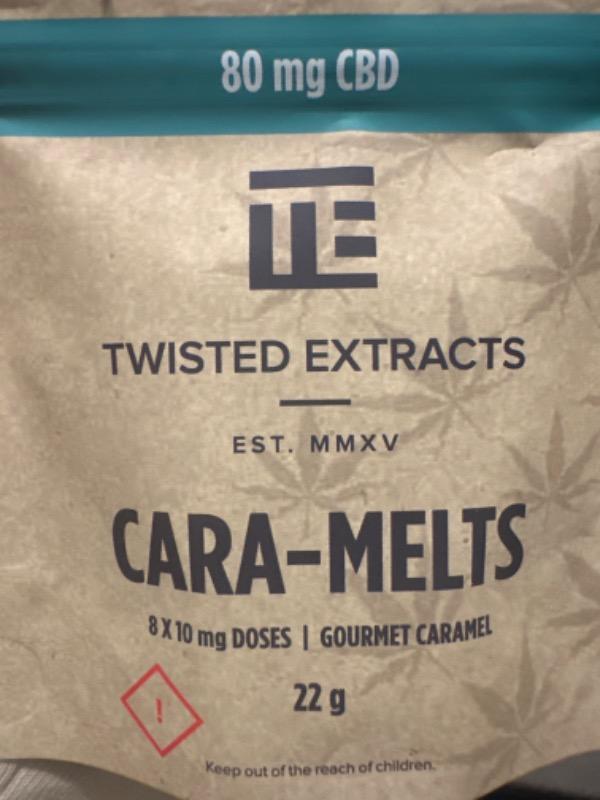 80 mg CBD
TE
TWISTED EXTRACTS
EST. MMXV
CARA-MELTS
8 X 10 mg DOSES | GOURMET CARAMEL
22 g
!
Keep out of the reach of children.